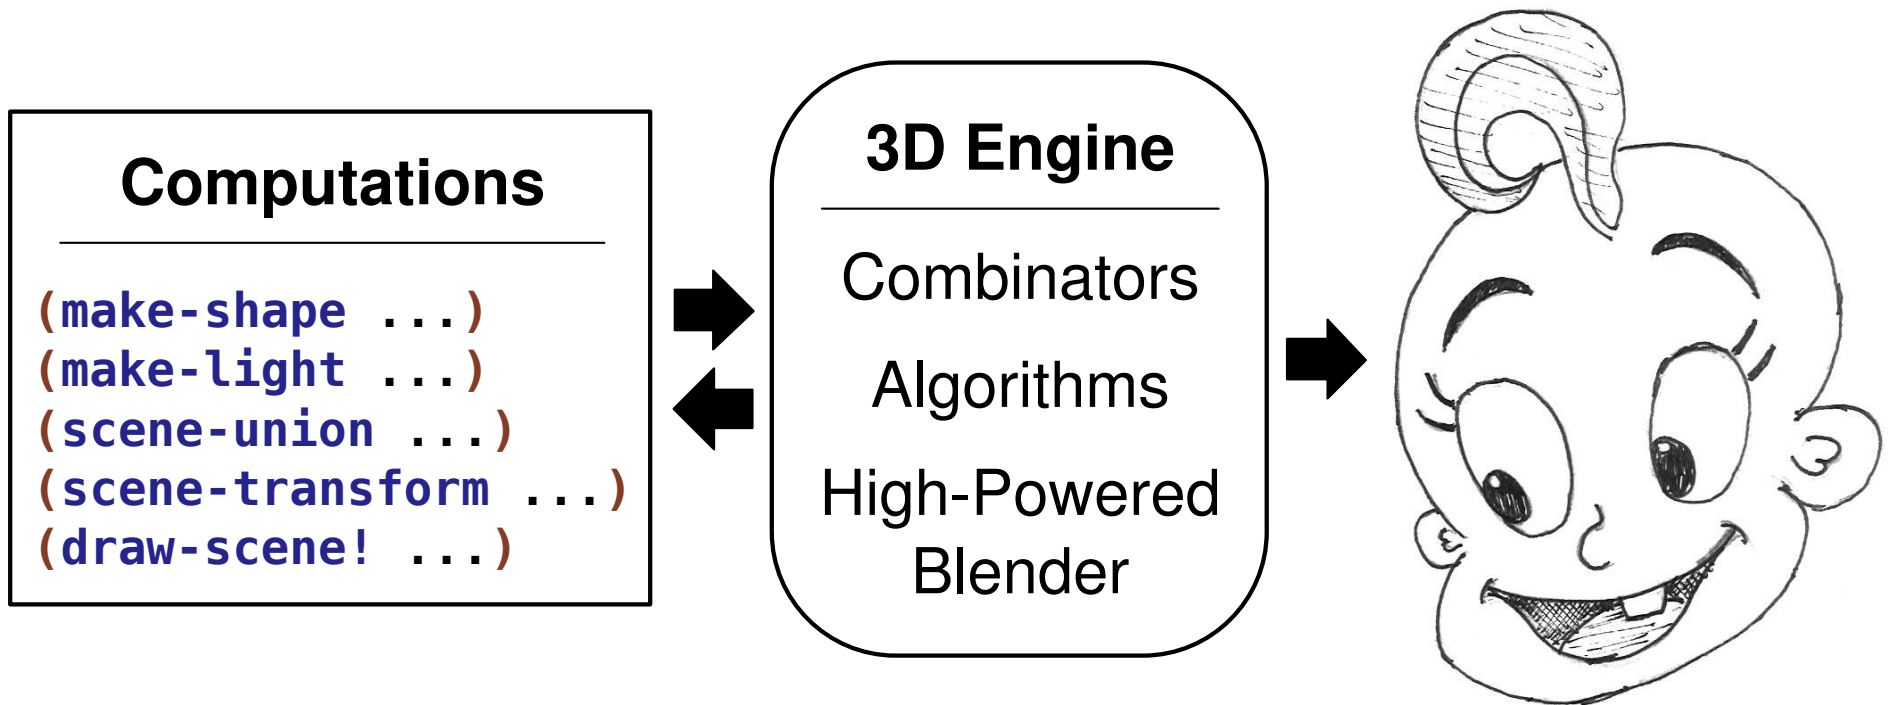 Computations
(make-shape ...)
(make-light ...)
(scene-union ...)
(scene-transform ...)
(draw-scene! ...)
3D Engine
Combinators
Algorithms
High-Powered
Blender